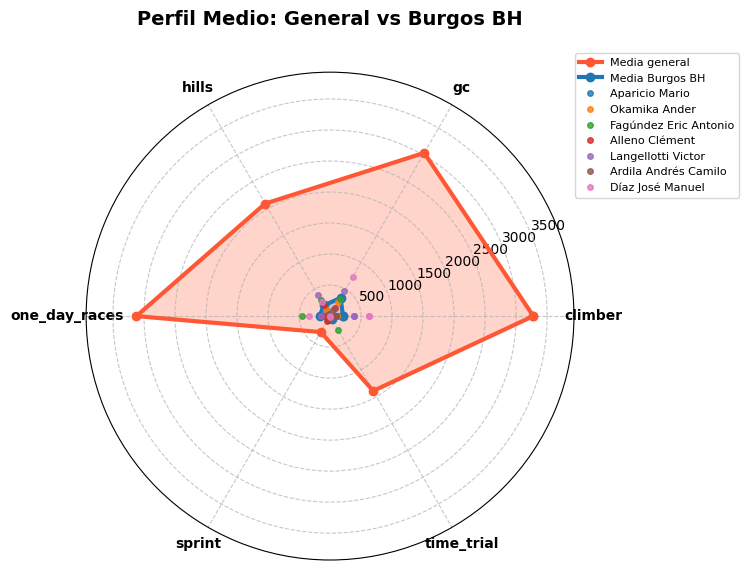 Perfil Medio: General vs Burgos BH
Media general
Media Burgos BH
Aparicio Mario
Okamika Ander
Fagúndez Eric Antonio
Alleno Clément
Langellotti Victor
Ardila Andrés Camilo
Díaz José Manuel
hills
gc
3500
3000
2500
2000
1500
1000
500
one_day_races
climber
sprint
time_trial